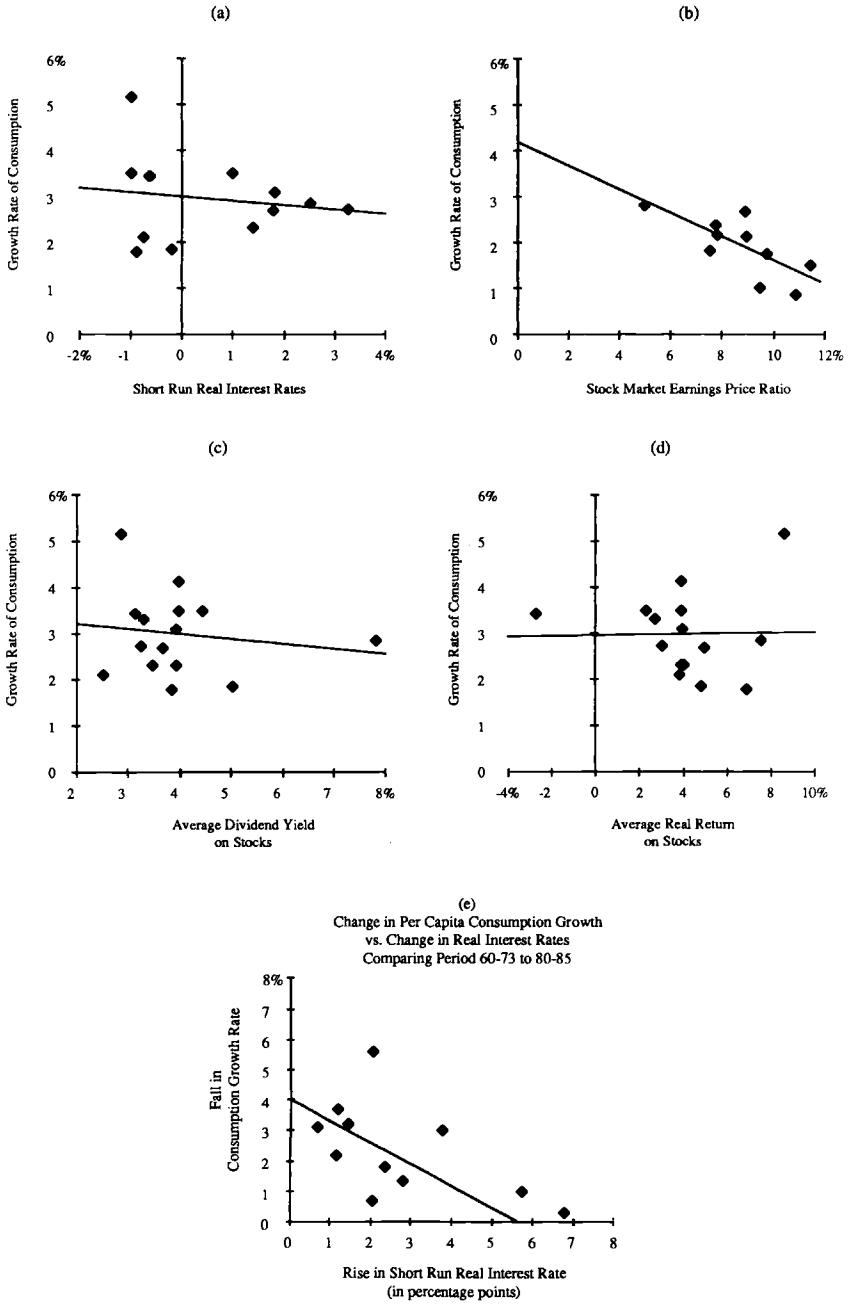 (a)
6%
5
4
3
2
1
0
Growth Rate of Consumption
-2% -1 0 1 2 3 4%
Short Run Real Interest Rates
(b)
6%
5
4
3
2
1
0
Growth Rate of Consumption
0 2 4 6 8 10 12%
Stock Market Earnings Price Ratio
(c)
6%
5
4
3
2
1
0
Growth Rate of Consumption
2 3 4 5 6 7 8%
Average Dividend Yield
on Stocks
(d)
6%
5
4
3
2
1
0
Growth Rate of Consumption
-4% -2 0 2 4 6 8 10%
Average Real Return
on Stocks
(e)
Change in Per Capita Consumption Growth
vs. Change in Real Interest Rates
Comparing Period 60-73 to 80-85
8%
7
6
5
4
3
2
1
0
Fall in
Consumption Growth Rate
0 1 2 3 4 5 6 7 8
Rise in Short Run Real Interest Rate
(in percentage points)